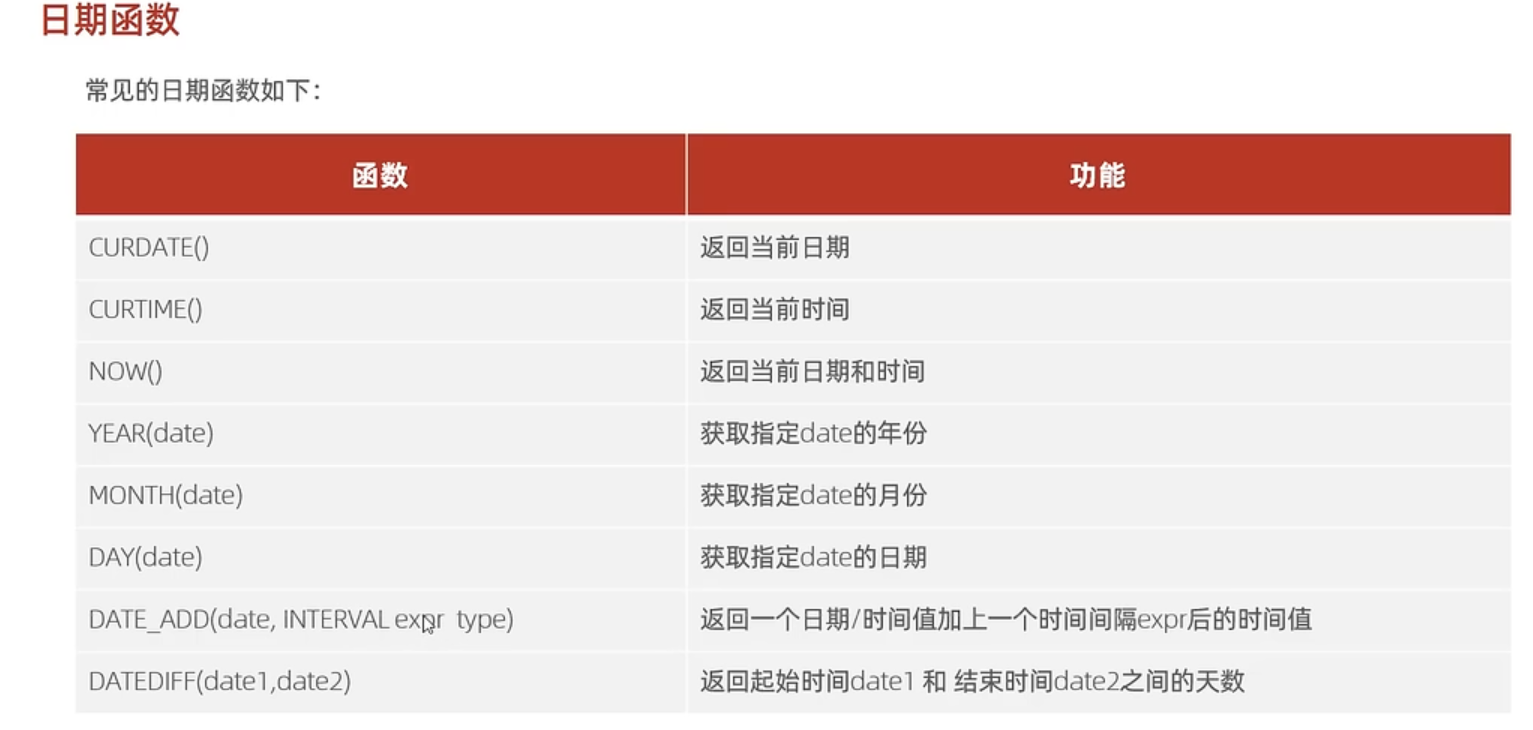 日期函数
常见的日期函数如下：
函数 功能
CURDATE() 返回当前日期
CURTIME() 返回当前时间
NOW() 返回当前日期和时间
YEAR(date) 获取指定date的年份
MONTH(date) 获取指定date的月份
DAY(date) 获取指定date的日期
DATE_ADD(date, INTERVAL expr type) 返回一个日期/时间值加上一个时间间隔expr后的时间值
DATEDIFF(date1,date2) 返回起始时间date1 和 结束时间date2之间的天数